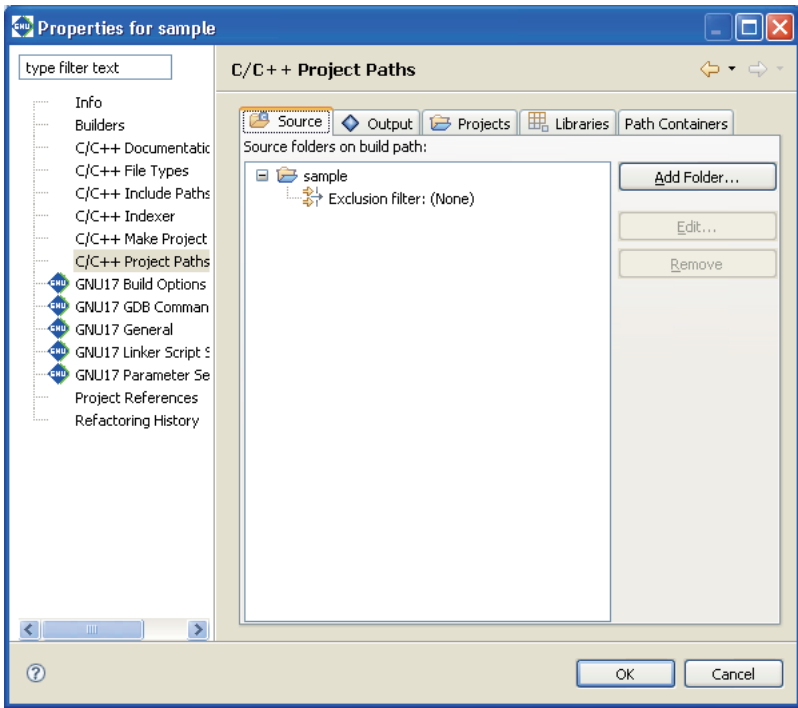 Properties for sample
type filter text
C/C++ Project Paths
Info
Builders
C/C++ Documentatic
C/C++ File Types
C/C++ Include Paths
C/C++ Indexer
C/C++ Make Project
C/C++ Project Paths
GNU17 Build Options
GNU17 GDB Comman
GNU17 General
GNU17 Linker Script S
GNU17 Parameter Se
Project References
Refactoring History
Source Output Projects Libraries Path Containers
Source folders on build path:
sample
Exclusion filter: (None)
Add Folder...
Edit...
Remove
OK Cancel